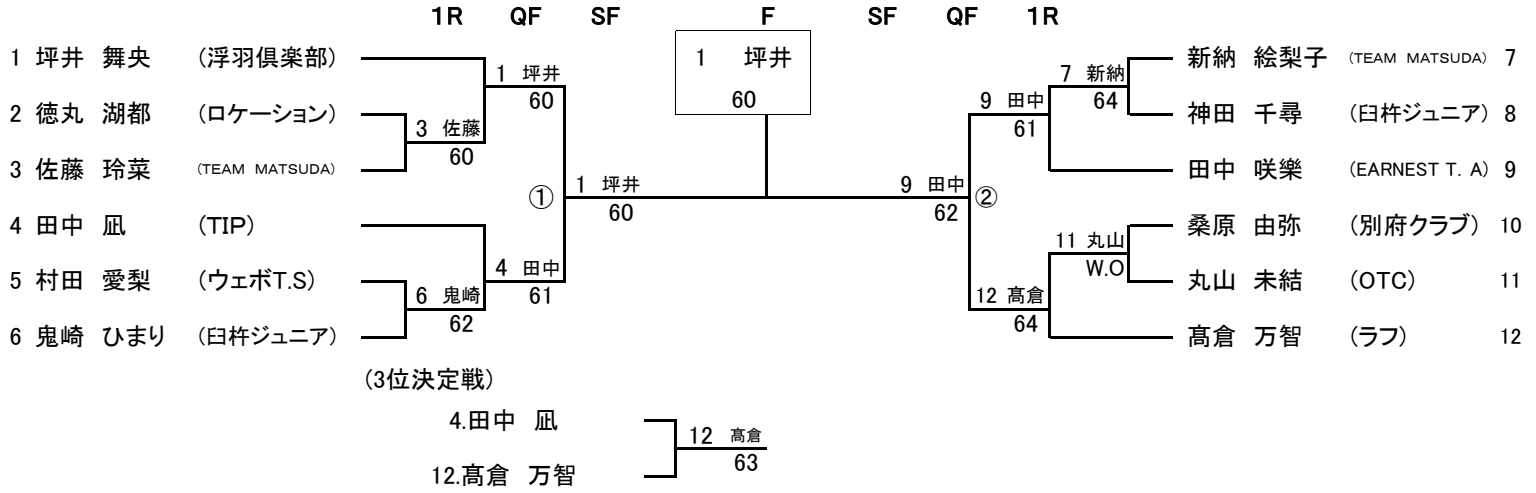 1R QF SF F SF QF 1R
1 坪井 舞央 (浮羽倶楽部) 1 坪井 新納 絵梨子 (TEAM MATSUDA) 7
1 坪井 7 新納
60 60 9 田中 64
2 徳丸 湖都 (ロケーション) 神田 千尋 (臼杵ジュニア) 8
3 佐藤 61
60
3 佐藤 玲菜 (TEAM MATSUDA) 田中 咲樂 (EARNEST T. A) 9
① 1 坪井 9 田中 ②
60 62
4 田中 凪 (TIP) 桑原 由弥 (別府クラブ) 10
11 丸山
4 田中 W.O
5 村田 愛梨 (ウェボT.S) 丸山 未結 (OTC) 11
6 鬼崎 61 12 髙倉
62 64
6 鬼崎 ひまり (臼杵ジュニア) 髙倉 万智 (ラフ) 12
(3位決定戦)
4.田中 凪
12 髙倉
63
12.髙倉 万智